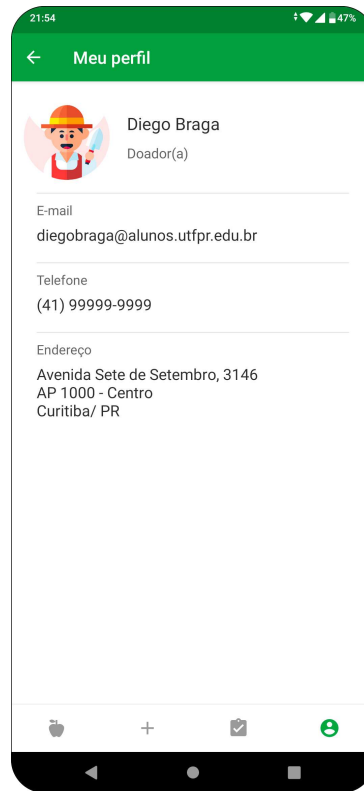 21:54
47%
Meu perfil
Diego Braga
Doador(a)
E-mail
diegobraga@alunos.utfpr.edu.br
Telefone
(41) 99999-9999
Endereço
Avenida Sete de Setembro, 3146
AP 1000 - Centro
Curitiba/ PR